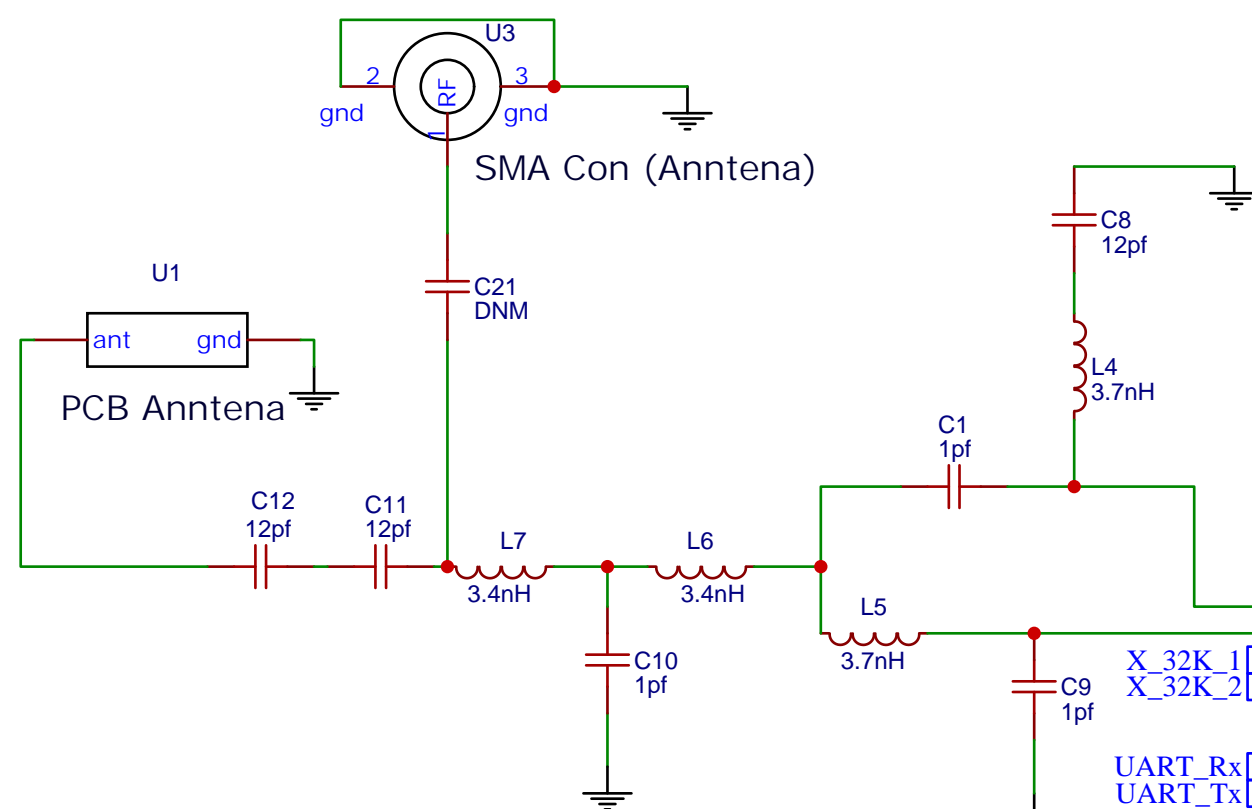 U3
2
3
gnd
gnd
RF
1
SMA Con (Anntena)
C8
12pf
U1
C21
DNM
ant
gnd
L4
3.7nH
PCB Anntena
C1
1pf
C12
12pf
C11
12pf
L7
3.4nH
L6
3.4nH
L5
3.7nH
C10
1pf
C9
1pf
X_32K_1
X_32K_2
UART_Rx
UART_Tx